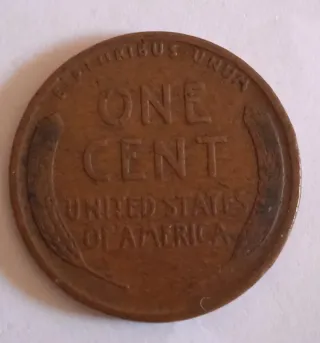 E PLURIBUS UNUM
ONE
CENT
UNITED STATES
OF AMERICA